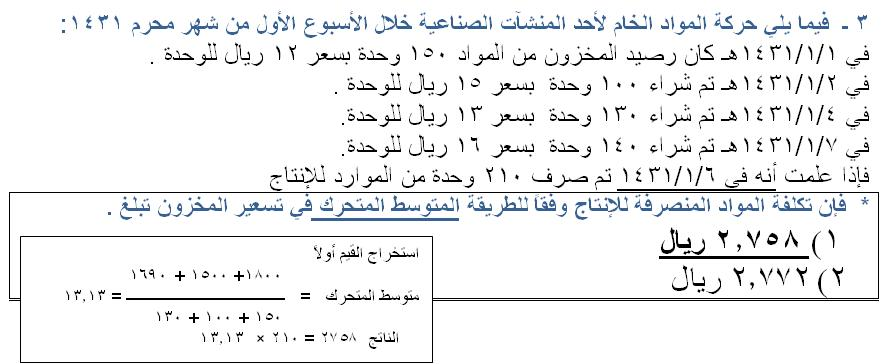 ٣ ـ فيما يلي حركة المواد الخام لأحد المنشآت الصناعية خلال الأسبوع الأول من شهر محرم ١٤٣١:
في ١٤٣١/١/١هـ كان رصيد المخزون من المواد ١٥٠ وحدة بسعر ١٢ ريال للوحدة .
في ١٤٣١/١/٢هـ تم شراء ١٠٠ وحدة بسعر ١٥ ريال للوحدة .
في ١٤٣١/١/٤هـ تم شراء ١٣٠ وحدة بسعر ١٣ ريال للوحدة.
في ١٤٣١/١/٧هـ تم شراء ١٤٠ وحدة بسعر ١٦ ريال للوحدة.
فإذا علمت أنه في ١٤٣١/١/٦ تم صرف ٢١٠ وحدة من الموارد للإنتاج
* فإن تكلفة المواد المنصرفة للإنتاج وفقاً للطريقة المتوسط المتحرك في تسعير المخزون تبلغ .
١) ٢,٧٥٨ ريال
٢) ٢,٧٧٢ ريال
استخراج القيم أولاً
١٨٠٠+ ١٥٠٠ + ١٦٩٠
متوسط المتحرك = = ١٣.١٣
١٥٠ + ١٠٠ + ١٣٠
الناتج ٢٧٥٨ = ٢١٠ × ١٣.١٣